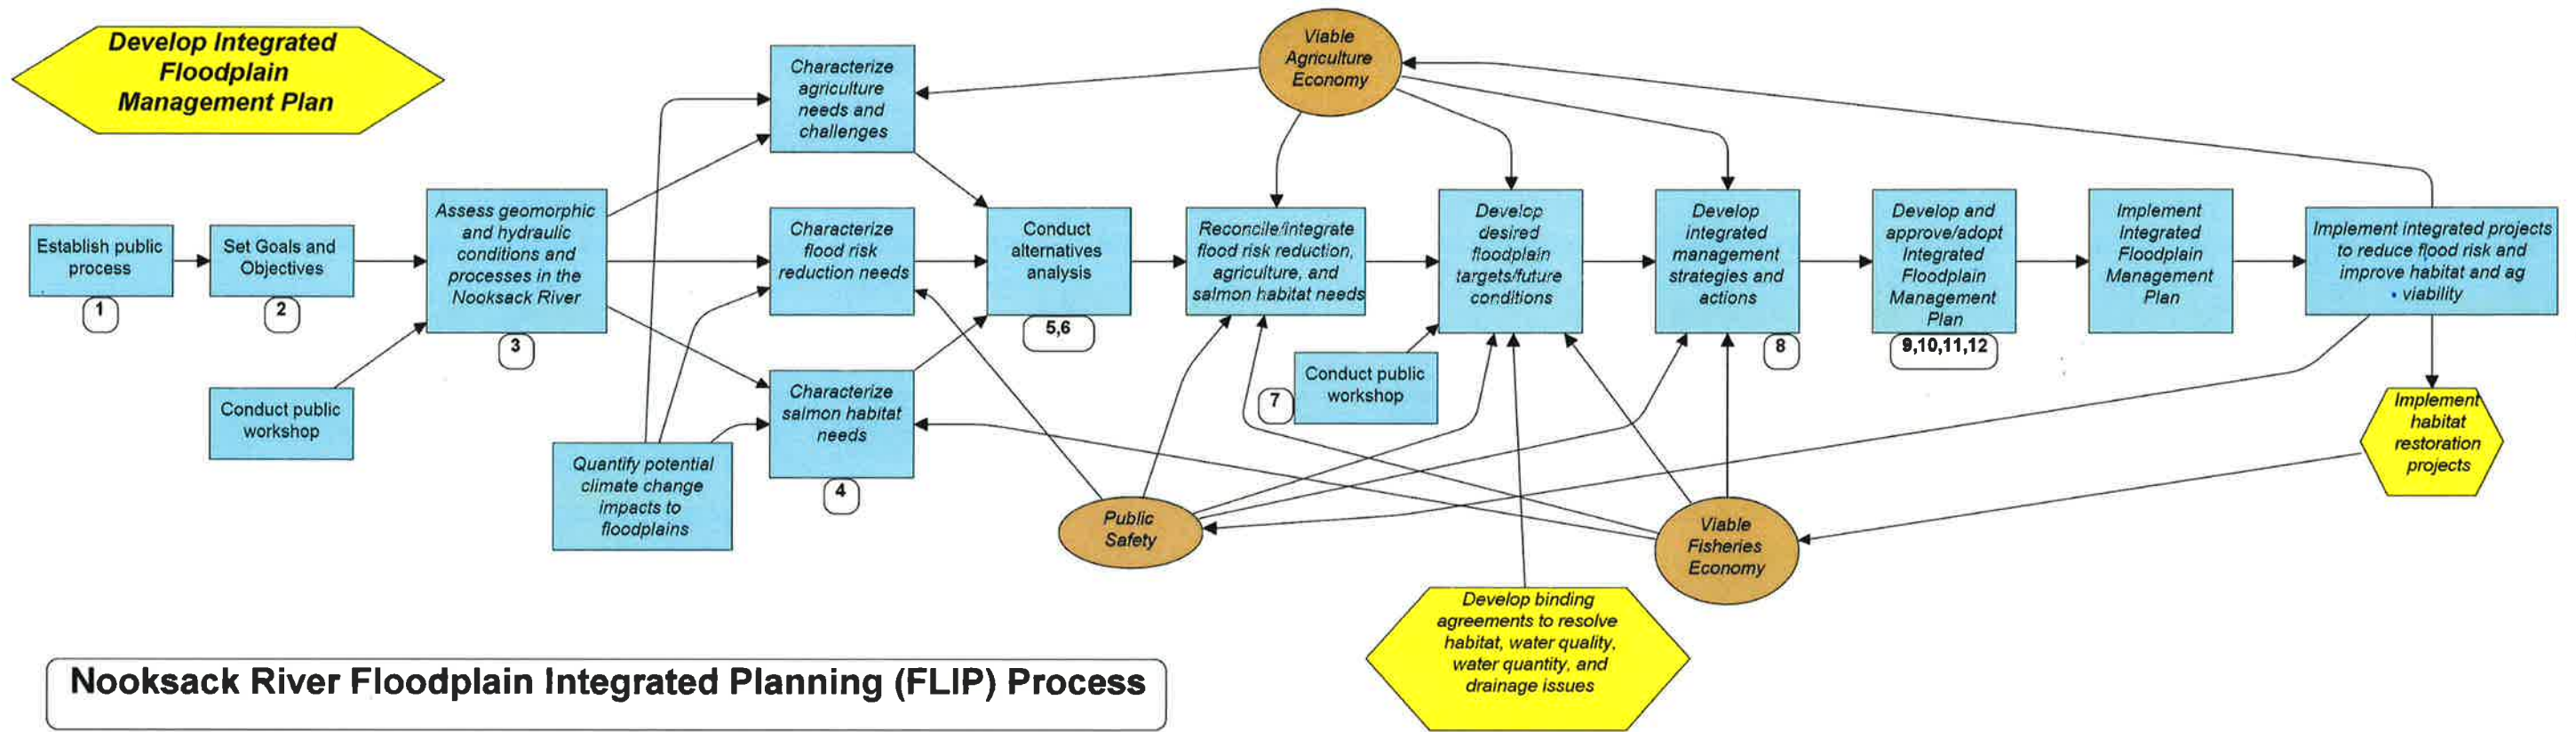 Develop Integrated
Floodplain
Management Plan
Establish public
process
1
Set Goals and
Objectives
2
Conduct public
workshop
Assess geomorphic
and hydraulic
conditions and
processes in the
Nooksack River
3
Quantify potential
climate change
impacts to
floodplains
Characterize
agriculture
needs and
challenges
Characterize
flood risk
reduction needs
Characterize
salmon habitat
needs
4
Conduct
alternatives
analysis
5,6
Viable
Agriculture
Economy
Reconcile/integrate
flood risk reduction,
agriculture, and
salmon habitat needs
7
Conduct public
workshop
Public
Safety
Develop
desired
floodplain
targets/future
conditions
Develop
integrated
management
strategies and
actions
8
Develop and
approve/adopt
Integrated
Floodplain
Management
Plan
9,10,11,12
Implement
Integrated
Floodplain
Management
Plan
Implement integrated projects
to reduce flood risk and
improve habitat and ag
viability
Implement
habitat
restoration
projects
Viable
Fisheries
Economy
Develop binding
agreements to resolve
habitat, water quality,
water quantity, and
drainage issues
Nooksack River Floodplain Integrated Planning (FLIP) Process